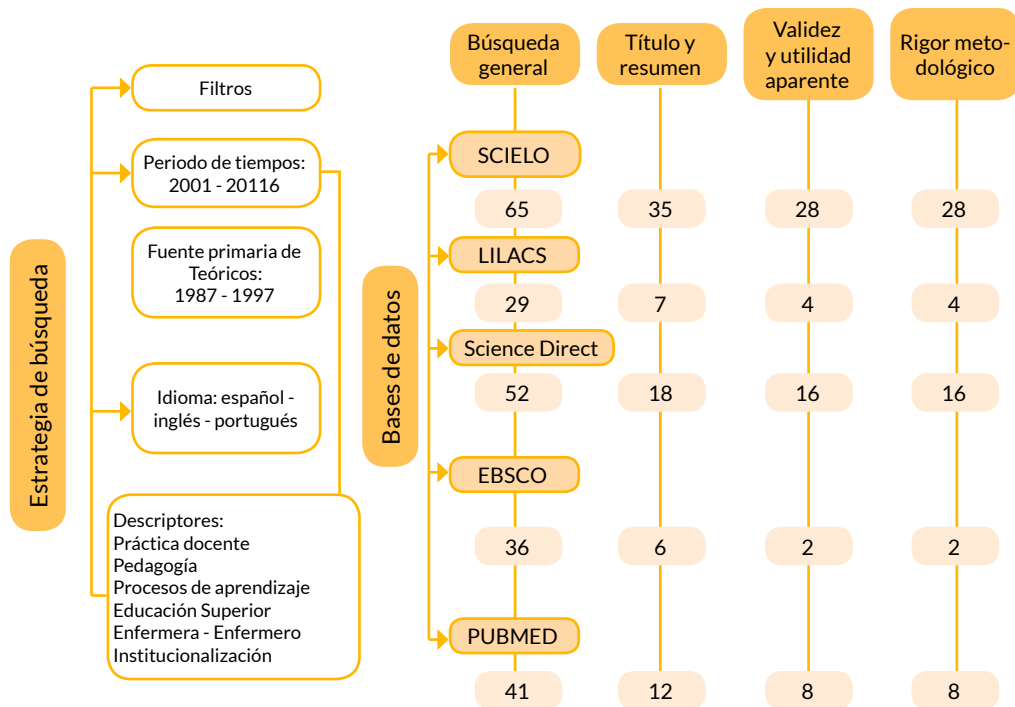 Estrategia de búsqueda
Filtros
Periodo de tiempos:
2001 - 20116
Fuente primaria de
Teóricos:
1987 - 1997
Idioma: español -
inglés - portugués
Descriptores:
Práctica docente
Pedagogía
Procesos de aprendizaje
Educación Superior
Enfermera - Enfermero
Institucionalización
Bases de datos
Búsqueda
general
Título y
resumen
Validez
y utilidad
aparente
Rigor meto-
dológico
SCIELO
65 35 28 28
LILACS
29 7 4 4
Science Direct
52 18 16 16
EBSCO
36 6 2 2
PUBMED
41 12 8 8